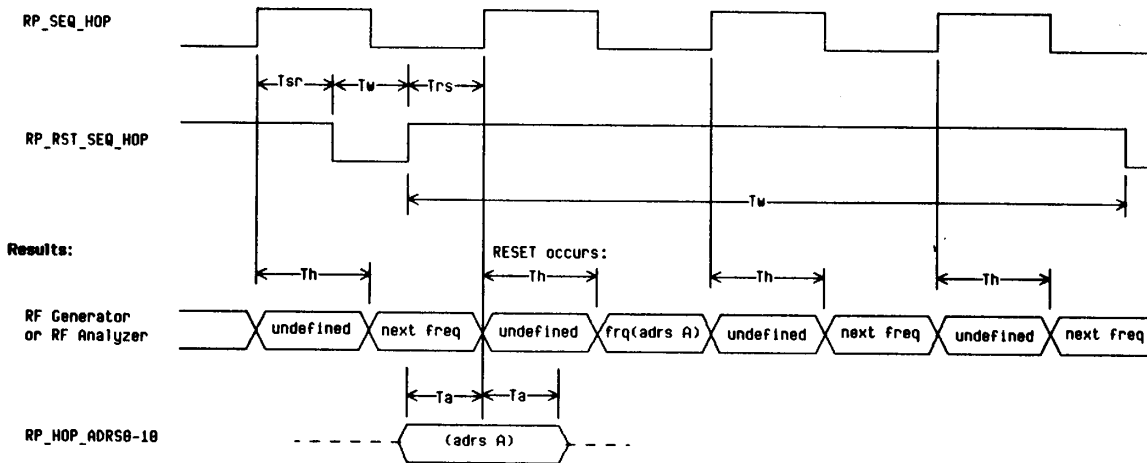 RP_SEQ_HOP
Tsr Tw Trs
RP_RST_SEQ_HOP
Tw
Results:
RESET occurs:
Th Th Th Th
RF Generator
or RF Analyzer
undefined next freq undefined frq(adrs A) undefined next freq undefined next freq
Ta Ta
RP_HOP_ADRS0-10
(adrs A)